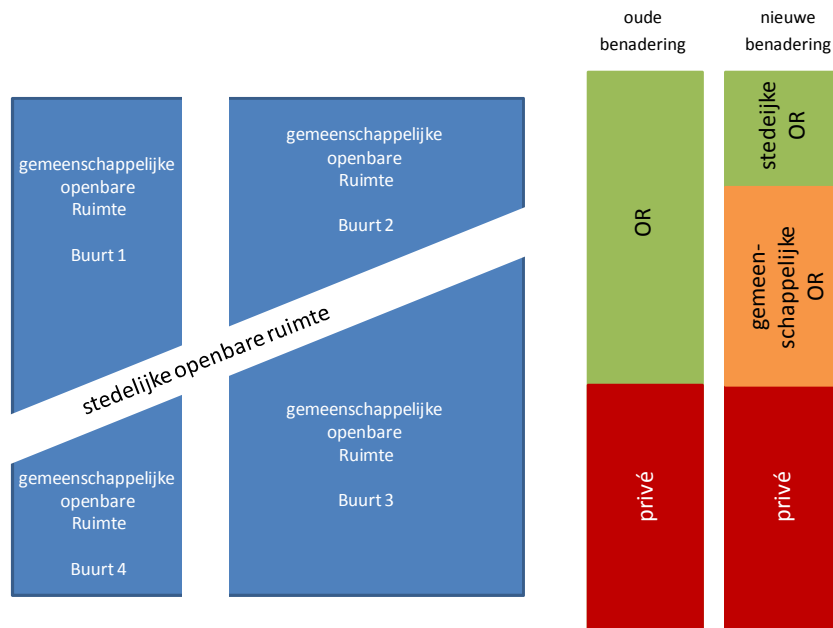 gemeenschappelijke
openbare
Ruimte
Buurt 1
gemeenschappelijke
openbare
Ruimte
Buurt 2
stedelijke openbare ruimte
gemeenschappelijke
openbare
Ruimte
Buurt 3
gemeenschappelijke
openbare
Ruimte
Buurt 4
oude
benadering
OR
privé
nieuwe
benadering
stedeijke
OR
gemeen-
schappelijke
OR
privé